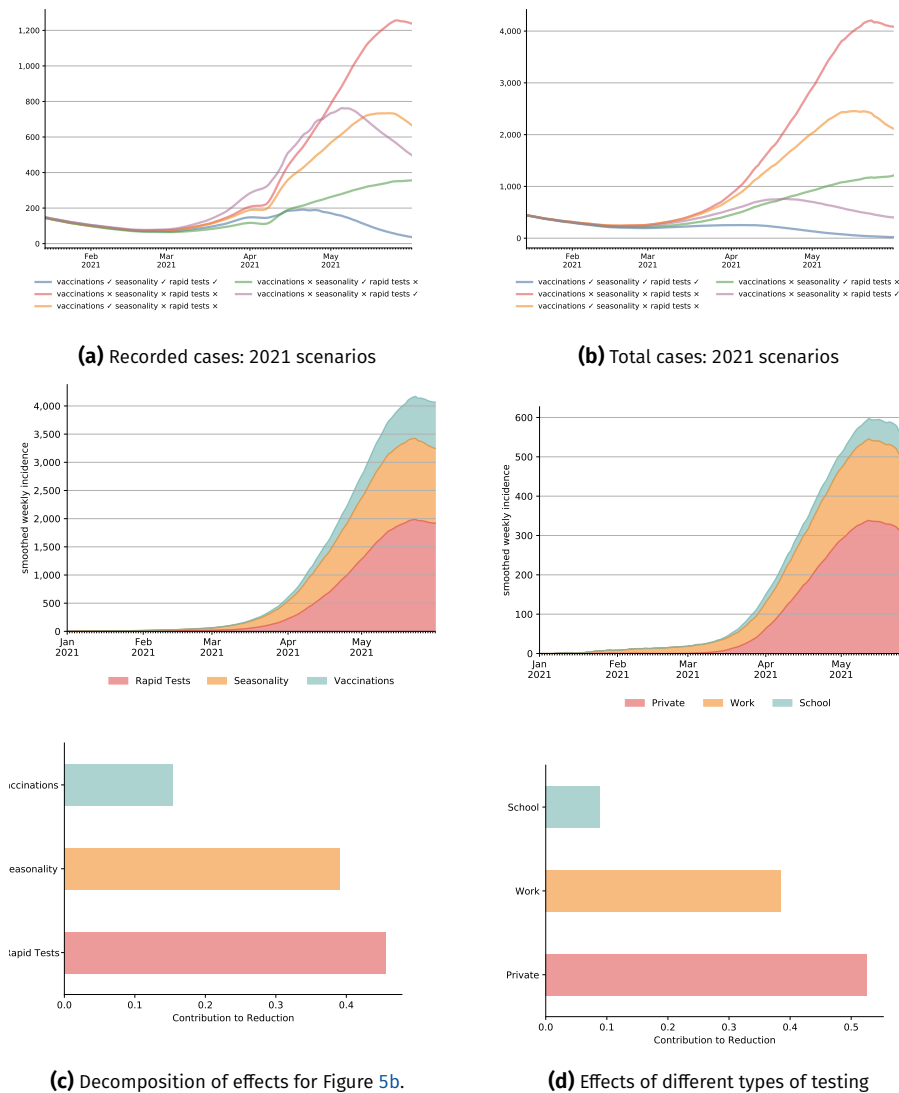 1,200
1,000
800
600
400
200
0
Feb
2021
Mar
2021
Apr
2021
May
2021
vaccinations ✓ seasonality ✓ rapid tests ✓
vaccinations × seasonality × rapid tests ×
vaccinations ✓ seasonality × rapid tests ×
vaccinations × seasonality ✓ rapid tests ×
vaccinations × seasonality × rapid tests ✓
(a) Recorded cases: 2021 scenarios
4,000
3,000
2,000
1,000
0
Feb
2021
Mar
2021
Apr
2021
May
2021
vaccinations ✓ seasonality ✓ rapid tests ✓
vaccinations × seasonality × rapid tests ×
vaccinations ✓ seasonality × rapid tests ×
vaccinations × seasonality ✓ rapid tests ×
vaccinations × seasonality × rapid tests ✓
(b) Total cases: 2021 scenarios
smoothed weekly incidence
4,000
3,500
3,000
2,500
2,000
1,500
1,000
500
0
Jan
2021
Feb
2021
Mar
2021
Apr
2021
May
2021
Rapid Tests Seasonality Vaccinations
smoothed weekly incidence
600
500
400
300
200
100
0
Jan
2021
Feb
2021
Mar
2021
Apr
2021
May
2021
Private Work School
accinations
easonality
Rapid Tests
0.0 0.1 0.2 0.3 0.4
Contribution to Reduction
(c) Decomposition of effects for Figure 5b.
School
Work
Private
0.0 0.1 0.2 0.3 0.4 0.5
Contribution to Reduction
(d) Effects of different types of testing